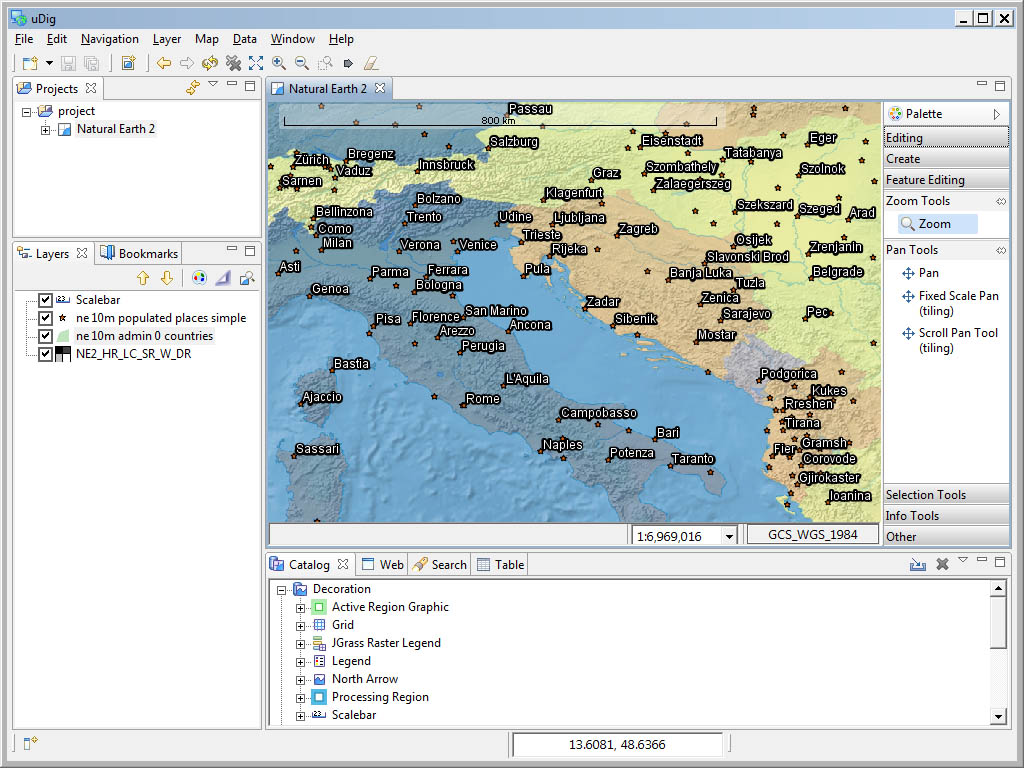 uDig
File Edit Navigation Layer Map Data Window Help
Projects
project
Natural Earth 2
Layers Bookmarks
Scalebar
ne 10m populated places simple
ne 10m admin 0 countries
NE2_HR_LC_SR_W_DR
Natural Earth 2
800 km
Passau
Salzburg
Eisenstadt
Eger
Zürich
Bregenz
Vaduz
Innsbruck
Szombathely
Tatabanya
Szolnok
Sarnen
Graz
Zalaegerszeg
Klagenfurt
Bolzano
Bellinzona
Trento
Udine
Ljubljana
Szekszard
Szeged
Arad
Como
Milan
Verona
Venice
Trieste
Rijeka
Zagreb
Osijek
Zrenjanin
Slavonski Brod
Asti
Parma
Ferrara
Pula
Banja Luka
Belgrade
Genoa
Bologna
Tuzla
Zenica
Pisa
Florence
San Marino
Zadar
Sibenik
Sarajevo
Pec
Arezzo
Ancona
Mostar
Perugia
Bastia
L'Aquila
Podgorica
Ajaccio
Rome
Kukes
Rreshen
Campobasso
Tirana
Bari
Sassari
Naples
Potenza
Taranto
Fier
Gramsh
Corovode
Gjirokaster
Ioanina
1:6,969,016
GCS_WGS_1984
Palette
Editing
Create
Feature Editing
Zoom Tools
Zoom
Pan Tools
Pan
Fixed Scale Pan
(tiling)
Scroll Pan Tool
(tiling)
Selection Tools
Info Tools
Other
Catalog Web Search Table
Decoration
Active Region Graphic
Grid
JGrass Raster Legend
Legend
North Arrow
Processing Region
Scalebar
13.6081, 48.6366